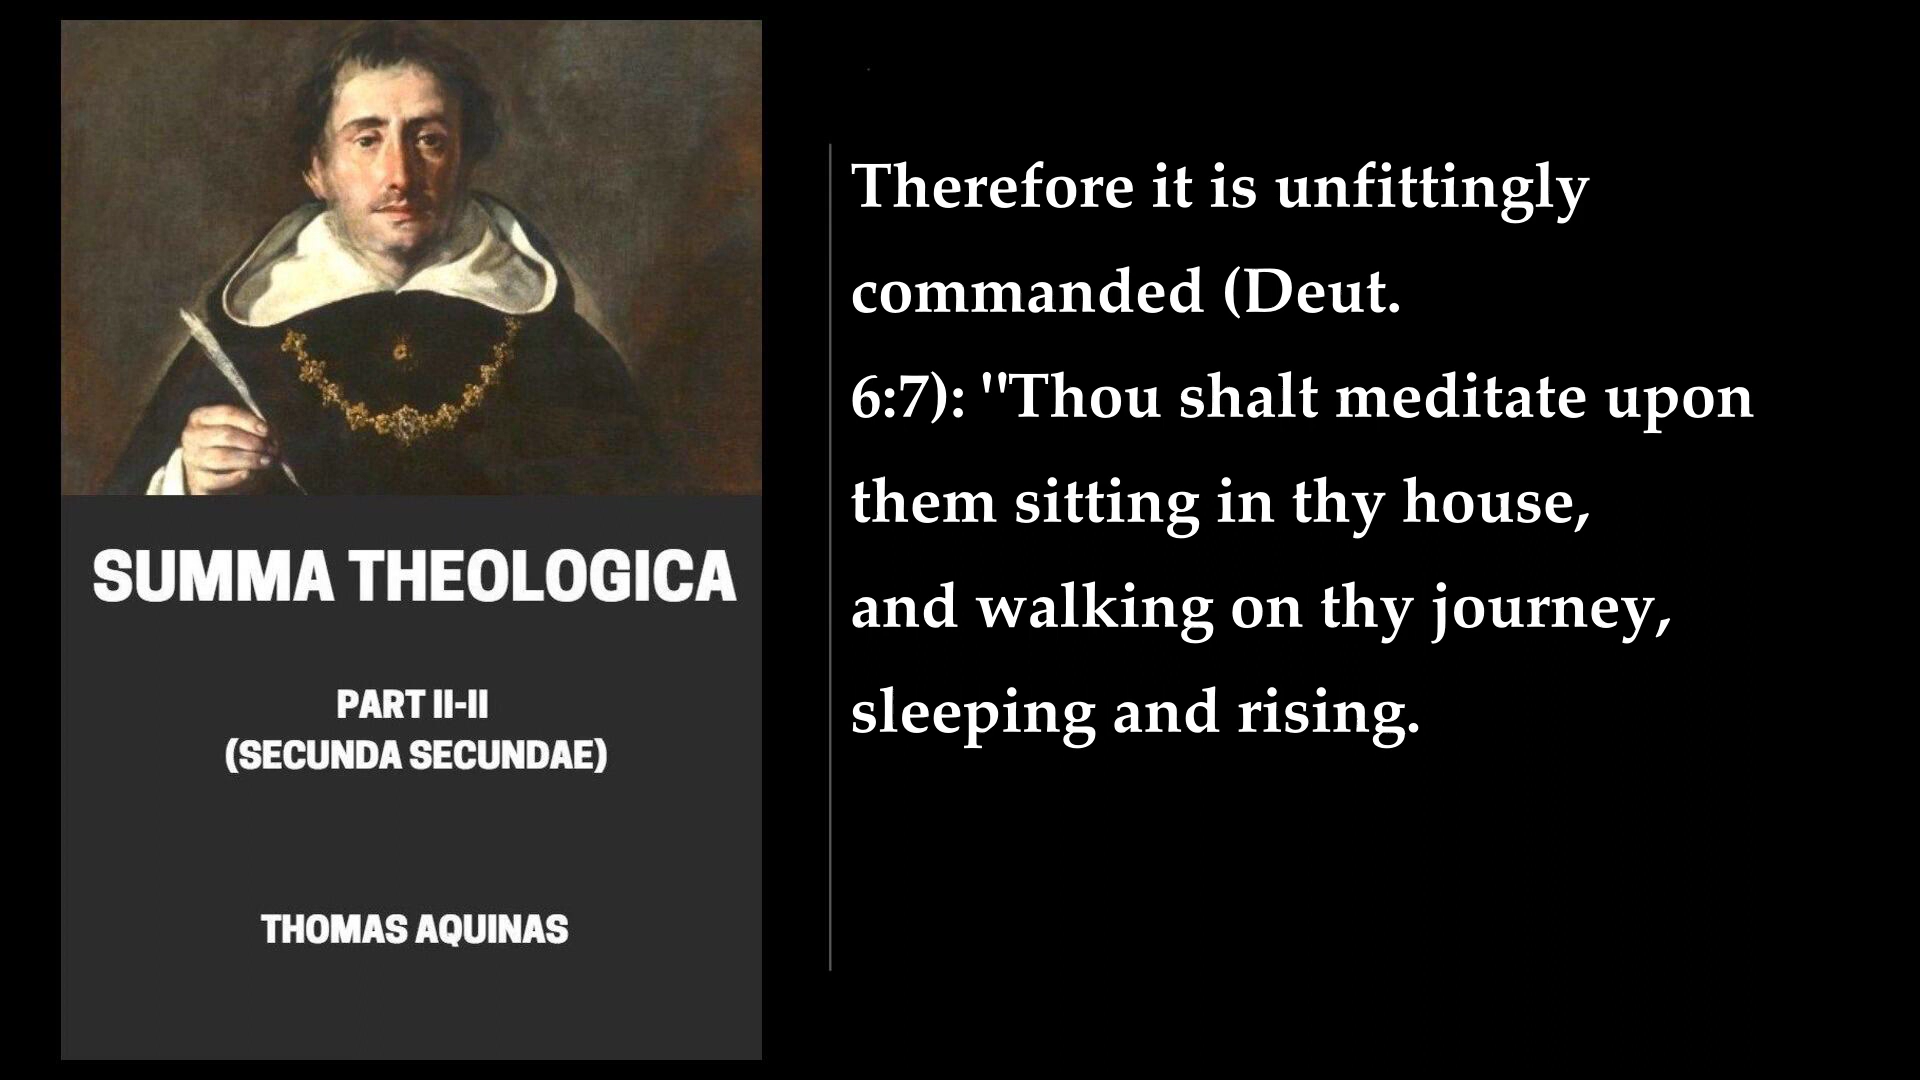 SUMMA THEOLOGICA
PART II-II
(SECUNDA SECUNDAE)
THOMAS AQUINAS
Therefore it is unfittingly
commanded (Deut.
6:7): "Thou shalt meditate upon
them sitting in thy house,
and walking on thy journey,
sleeping and rising.